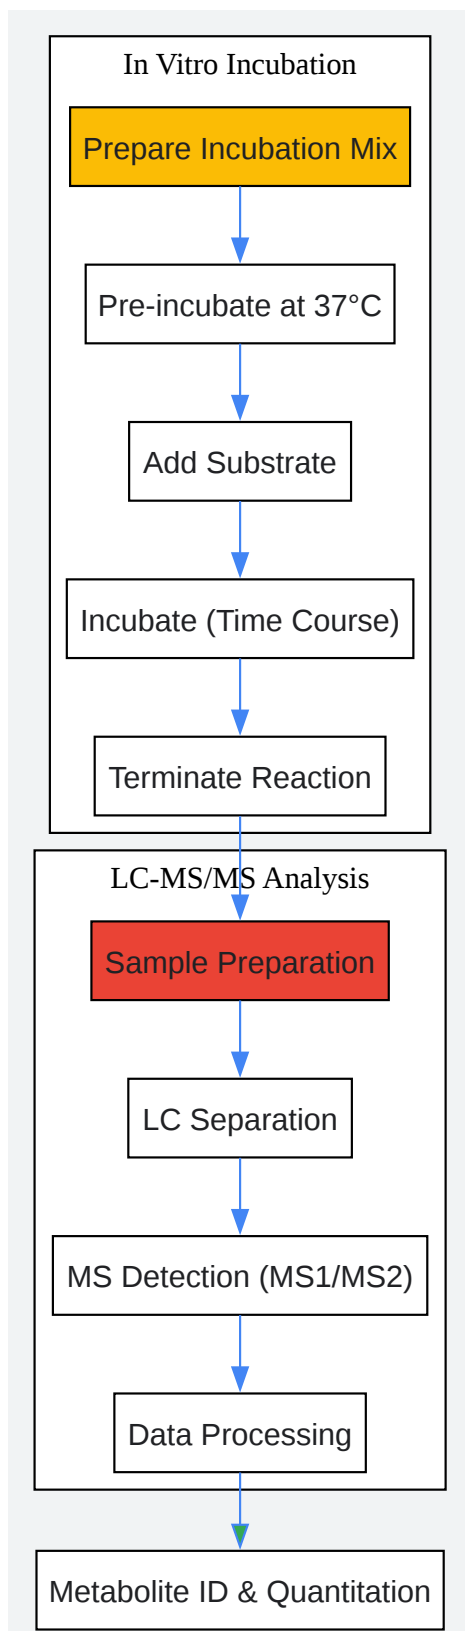 In Vitro Incubation
Prepare Incubation Mix
Pre-incubate at 37°C
Add Substrate
Incubate (Time Course)
Terminate Reaction
LC-MS/MS Analysis
Sample Preparation
LC Separation
MS Detection (MS1/MS2)
Data Processing
Metabolite ID & Quantitation